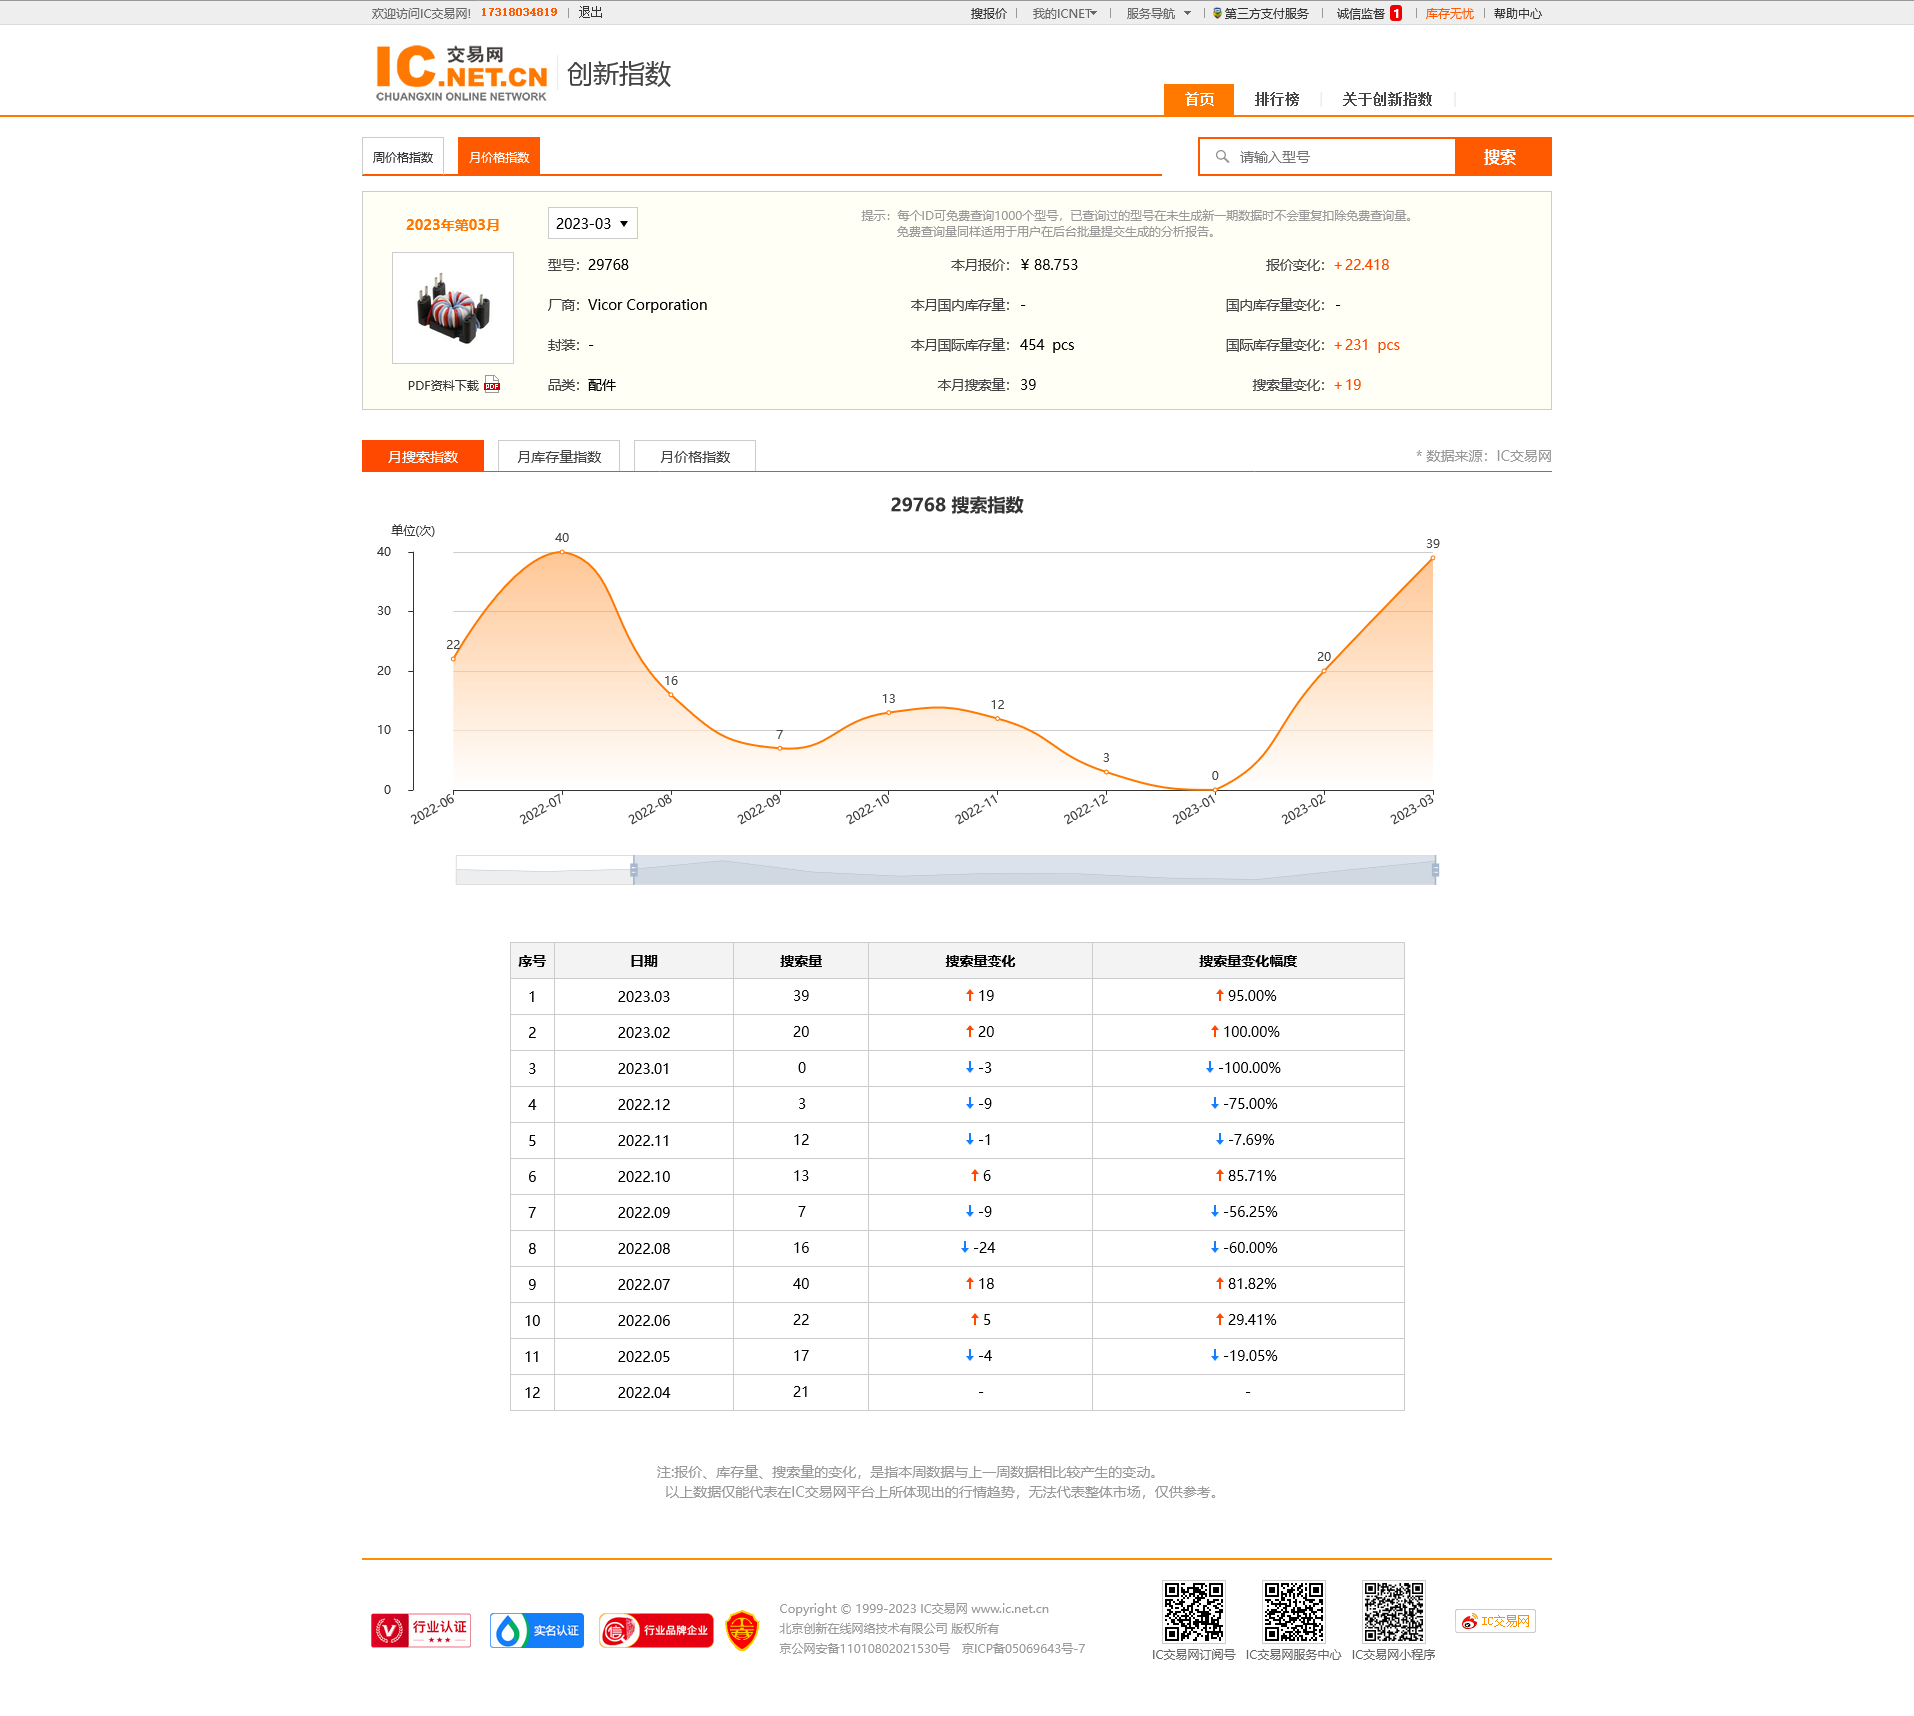 欢迎访问IC交易网! 17318034819 退出 搜报价 我的ICNET 服务导航 第三方支付服务 诚信监督 1 库存无忧 帮助中心
IC 交易网 .NET.CN 创新指数
CHUANGXIN ONLINE NETWORK
首页 排行榜 关于创新指数
周价格指数 月价格指数 请输入型号 搜索
2023年第03月 2023-03
提示：每个ID可免费查询1000个型号，已查询过的型号在未生成新一期数据时不会重复扣除免费查询量。
免费查询量同样适用于用户在后台批量提交生成的分析报告。
型号：29768 本月报价：¥ 88.753 报价变化：+22.418
厂商：Vicor Corporation 本月国内库存量：- 国内库存量变化：-
封装：- 本月国际库存量：454 pcs 国际库存量变化：+231 pcs
PDF资料下载 PDF 品类：配件 本月搜索量：39 搜索量变化：+19
月搜索指数 月库存量指数 月价格指数 * 数据来源：IC交易网
29768 搜索指数
单位(次)
40
30
20
10
0
22 40 16 7 13 12 3 0 20 39
2022-06 2022-07 2022-08 2022-09 2022-10 2022-11 2022-12 2023-01 2023-02 2023-03
序号 日期 搜索量 搜索量变化 搜索量变化幅度
1 2023.03 39 ↑ 19 ↑ 95.00%
2 2023.02 20 ↑ 20 ↑ 100.00%
3 2023.01 0 ↓ -3 ↓ -100.00%
4 2022.12 3 ↓ -9 ↓ -75.00%
5 2022.11 12 ↓ -1 ↓ -7.69%
6 2022.10 13 ↑ 6 ↑ 85.71%
7 2022.09 7 ↓ -9 ↓ -56.25%
8 2022.08 16 ↓ -24 ↓ -60.00%
9 2022.07 40 ↑ 18 ↑ 81.82%
10 2022.06 22 ↑ 5 ↑ 29.41%
11 2022.05 17 ↓ -4 ↓ -19.05%
12 2022.04 21 - -
注:报价、库存量、搜索量的变化，是指本周数据与上一周数据相比较产生的变动。
以上数据仅能代表在IC交易网平台上所体现出的行情趋势，无法代表整体市场，仅供参考。
行业认证 实名认证 信 行业品牌企业
Copyright © 1999-2023 IC交易网 www.ic.net.cn
北京创新在线网络技术有限公司 版权所有
京公网安备11010802021530号 京ICP备05069643号-7
IC交易网订阅号 IC交易网服务中心 IC交易网小程序
IC交易网